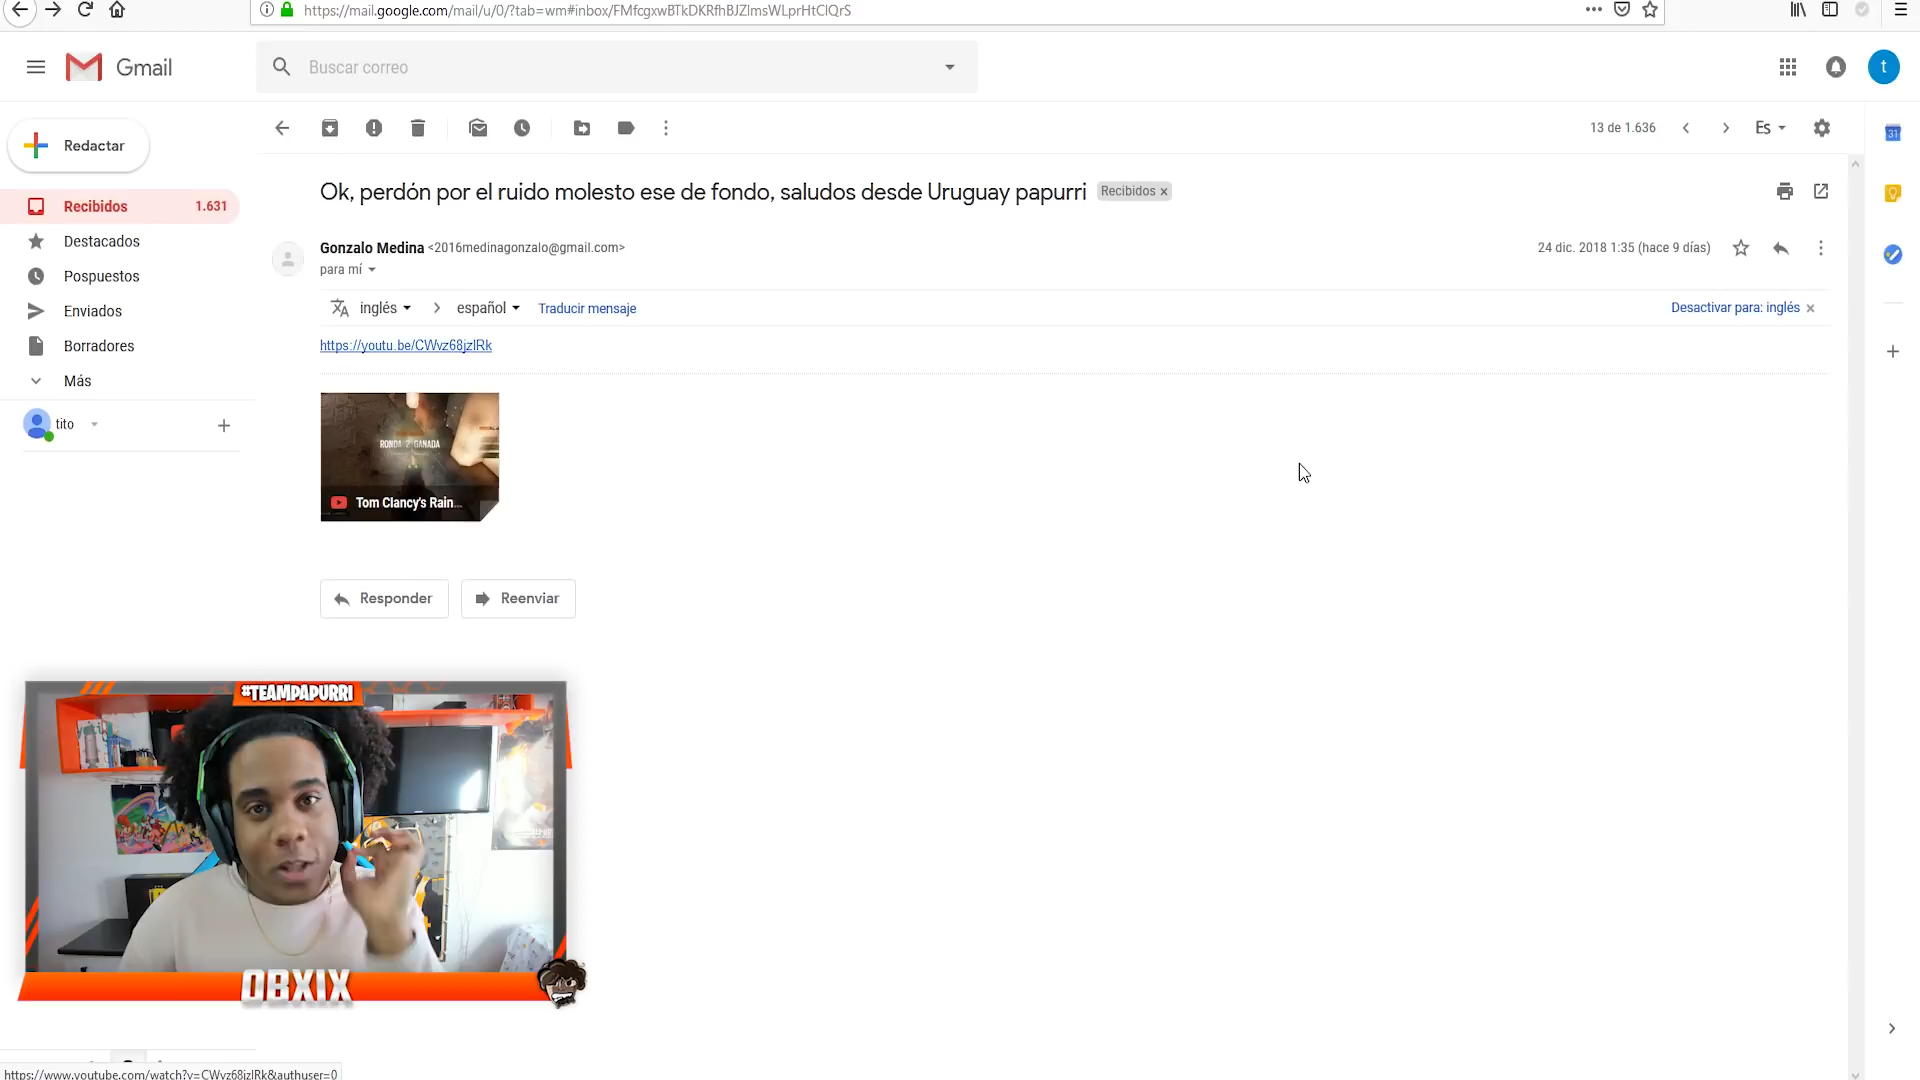 https://mail.google.com/mail/u/0/?tab=wm#inbox/FMfcgxwBTkDKRfhBJZlmsWLprHtClQrS
Gmail
Buscar correo
t
Redactar
13 de 1.636
Es
31
Ok, perdón por el ruido molesto ese de fondo, saludos desde Uruguay papurri
Recibidos x
Recibidos
1.631
Destacados
Gonzalo Medina <2016medinagonzalo@gmail.com>
24 dic. 2018 1:35 (hace 9 días)
para mí
Pospuestos
Enviados
inglés > español
Traducir mensaje
Desactivar para: inglés x
Borradores
https://youtu.be/CWvz68jzlRk
Más
tito
RONDA 2 GANADA
Tom Clancy's Rain...
Responder
Reenviar
#TEAMPAPURRI
OBXIX
https://www.youtube.com/watch?v=CWvz68jzlRk&authuser=0